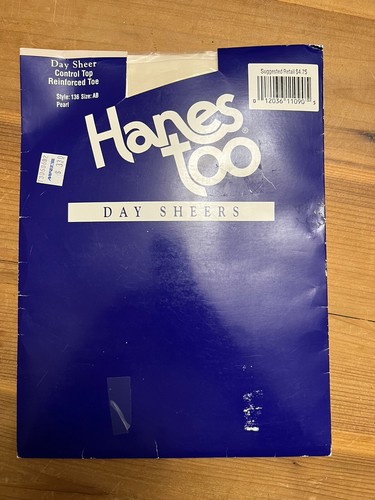 Day Sheer
Control Top
Reinforced Toe
Style: 136 Size: AB
Pearl
Suggested Retail $4.75
0 12036 11090 5
Hanes
too
DAY SHEERS